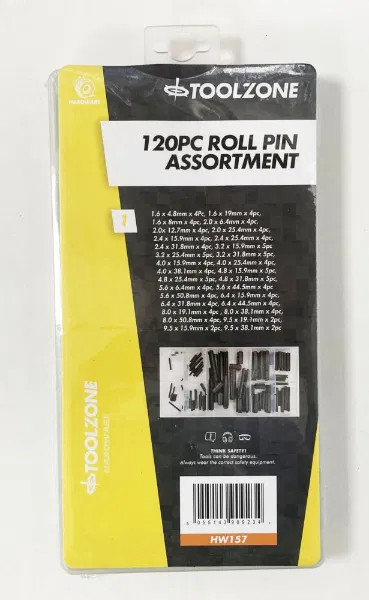 HARDWARE
TOOLZONE
120PC ROLL PIN
ASSORTMENT
1.6 x 4.8mm x 4Pc, 1.6 x 19mm x 4pc,
1.6 x 8mm x 4pc, 2.0 x 6.4mm x 4pc,
2.0x 12.7mm x 4pc, 2.0 x 25.4mm x 4pc,
2.4 x 15.9mm x 4pc, 2.4 x 25.4mm x 4pc,
2.4 x 31.8mm x 4pc, 3.2 x 15.9mm x 5pc
3.2 x 25.4mm x 5pc, 3.2 x 31.8mm x 5pc,
4.0 x 15.9mm x 4pc, 4.0 x 25.4mm x 4pc,
4.0 x 38.1mm x 4pc, 4.8 x 15.9mm x 5pc,
4.8 x 25.4mm x 5pc, 4.8 x 31.8mm x 5pc,
5.6 x 6.4mm x 4pc, 5.6 x 44.5mm x 4pc
5.6 x 50.8mm x 4pc, 6.4 x 15.9mm x 4pc,
6.4 x 31.8mm x 4pc, 6.4 x 44.5mm x 4pc,
8.0 x 19.1mm x 4pc , 8.0 x 38.1mm x 4pc,
8.0 x 50.8mm x 4pc, 9.5 x 19.1mm x 2pc,
9.5 x 15.9mm x 2pc, 9.5 x 38.1mm x 2pc
TOOLZONE
HARDWARE
THINK SAFETY!
Tools can be dangerous.
Always wear the correct safety equipment.
HW157